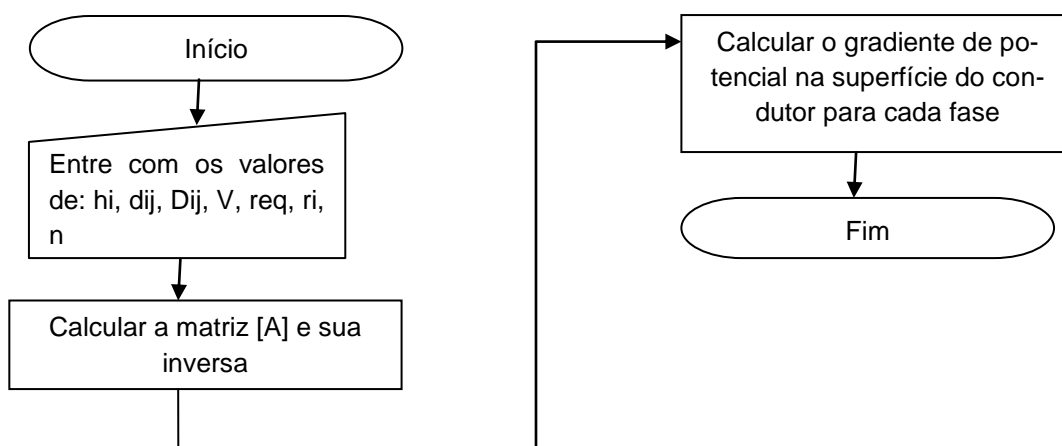 Início
Entre com os valores
de: hi, dij, Dij, V, req, ri,
n
Calcular a matriz [A] e sua
inversa
Calcular o gradiente de po-
tencial na superfície do con-
dutor para cada fase
Fim